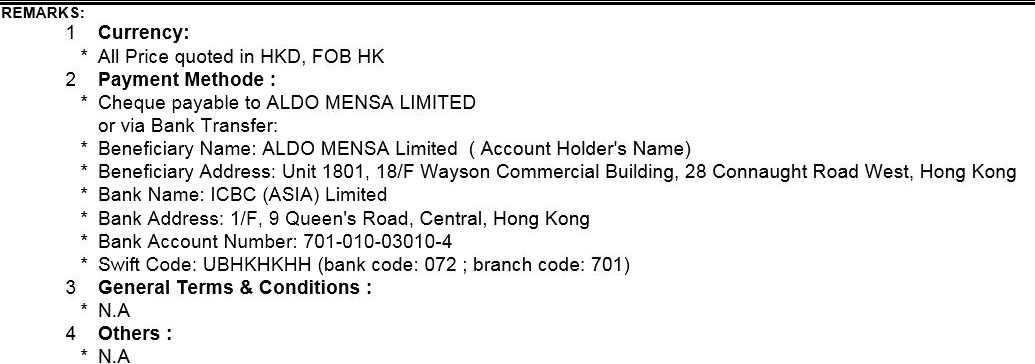 REMARKS:
1 Currency:
* All Price quoted in HKD, FOB HK
2 Payment Methode :
* Cheque payable to ALDO MENSA LIMITED
or via Bank Transfer:
* Beneficiary Name: ALDO MENSA Limited ( Account Holder's Name)
* Beneficiary Address: Unit 1801, 18/F Wayson Commercial Building, 28 Connaught Road West, Hong Kong
* Bank Name: ICBC (ASIA) Limited
* Bank Address: 1/F, 9 Queen's Road, Central, Hong Kong
* Bank Account Number: 701-010-03010-4
* Swift Code: UBHKHKHH (bank code: 072 ; branch code: 701)
3 General Terms & Conditions :
* N.A
4 Others :
* N.A